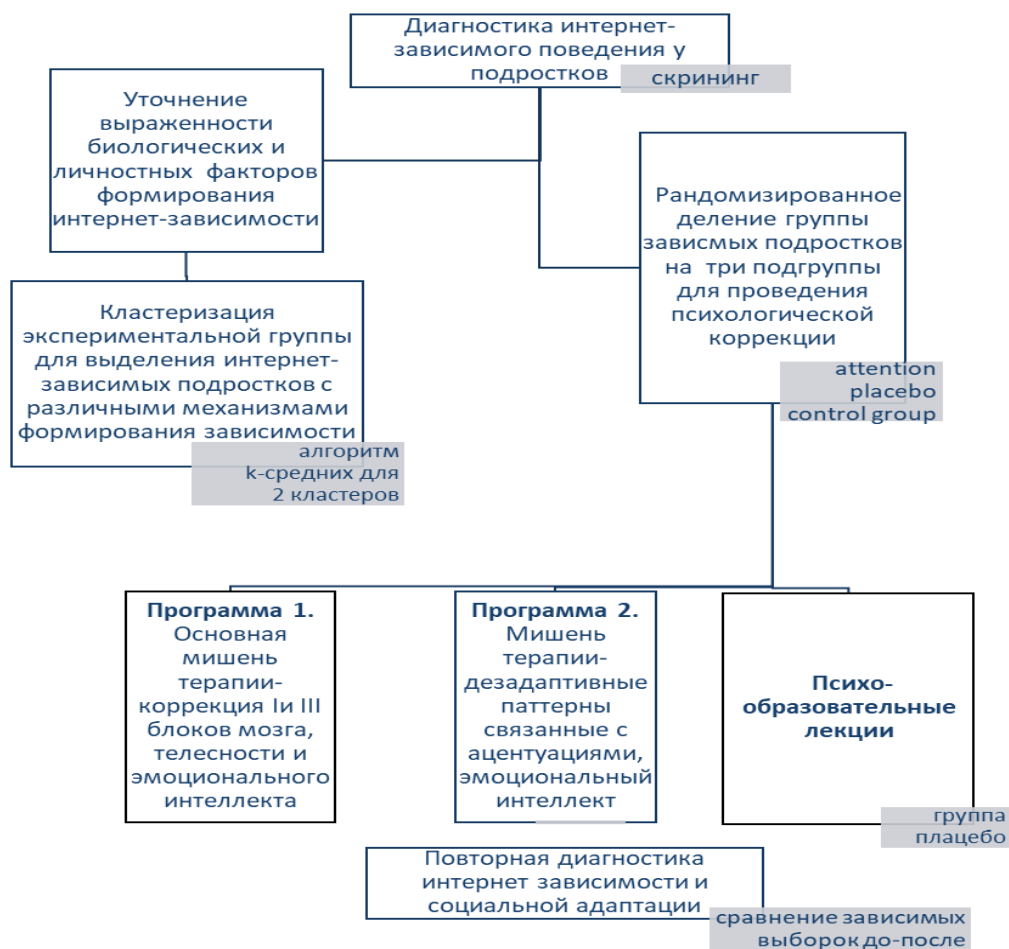 Диагностика интернет-
зависимого поведения у
подростков
скрининг
Уточнение
выраженности
биологических и
личностных факторов
формирования
интернет-зависимости
Рандомизированное
деление группы
зависмых подростков
на три подгруппы
для проведения
психологической
коррекции
attention
placebo
control group
Кластеризация
экспериментальной группы
для выделения интернет-
зависимых подростков с
различными механизмами
формирования зависимости
алгоритм
k-средних для
2 кластеров
Программа 1.
Основная
мишень
терапии-
коррекция Iи III
блоков мозга,
телесности и
эмоционального
интеллекта
Программа 2.
Мишень
терапии-
дезадаптивные
паттерны
связанные с
ацентуациями,
эмоциональный
интеллект
Психо-
образовательные
лекции
группа
плацебо
Повторная диагностика
интернет зависимости и
социальной адаптации
сравнение зависимых
выборок до-после